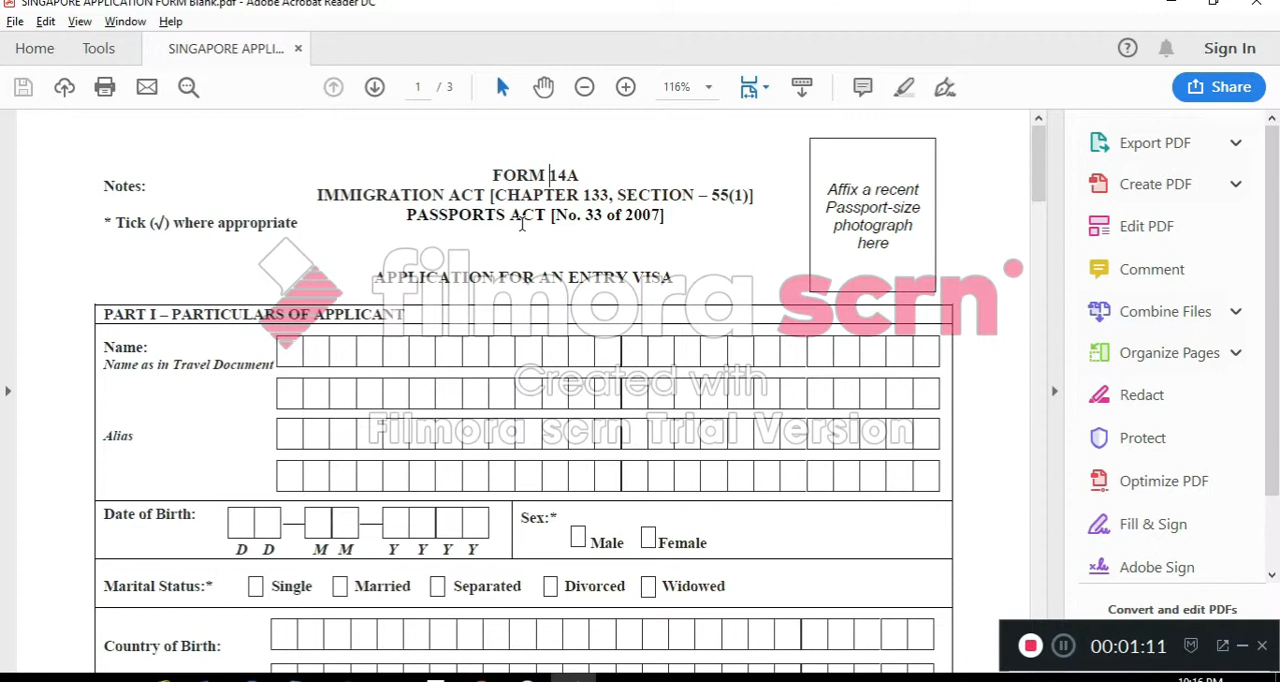 SINGAPORE APPLICATION FORM Blank.pdf - Adobe Acrobat Reader DC
File Edit View Window Help
Home Tools SINGAPORE APPLI... × Sign In
1 / 3 116% Share
Notes:
* Tick (√) where appropriate
FORM 14A
IMMIGRATION ACT [CHAPTER 133, SECTION – 55(1)]
PASSPORTS ACT [No. 33 of 2007]
APPLICATION FOR AN ENTRY VISA
Affix a recent
Passport-size
photograph
here
filmora scrn
Created with
Filmora scrn Trial Version
PART I – PARTICULARS OF APPLICANT
Name:
Name as in Travel Document
Alias
Date of Birth:
D D M M Y Y Y Y
Sex:*
Male Female
Marital Status:* Single Married Separated Divorced Widowed
Country of Birth:
Export PDF
Create PDF
Edit PDF
Comment
Combine Files
Organize Pages
Redact
Protect
Optimize PDF
Fill & Sign
Adobe Sign
Convert and edit PDFs
00:01:11
10:16 PM